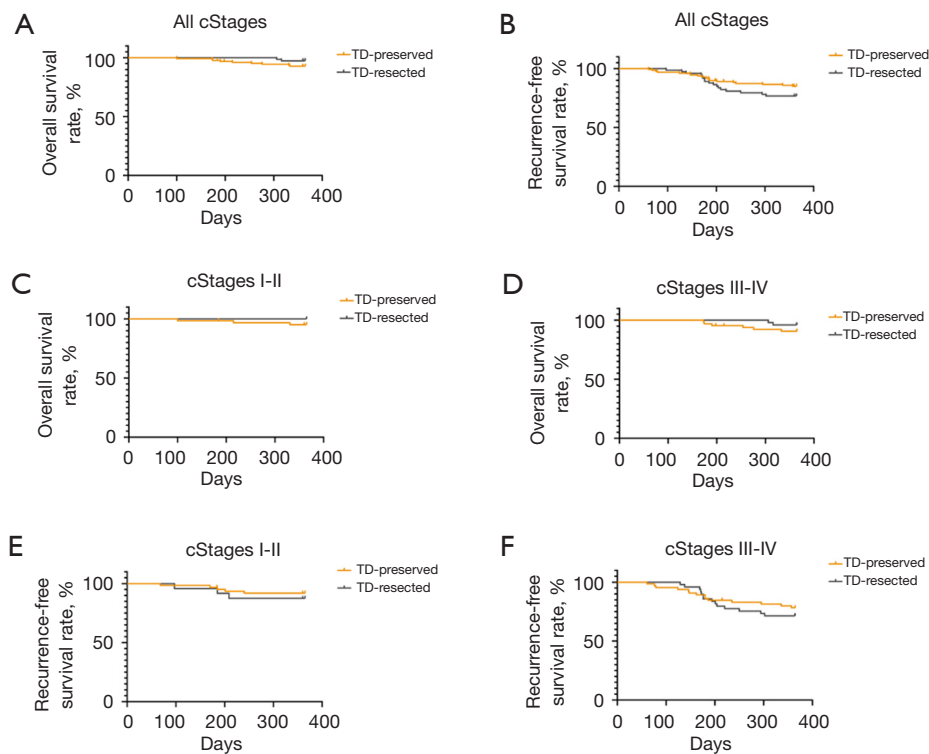 A
All cStages
Overall survival
rate, %
100
50
0
0 100 200 300 400
Days
TD-preserved
TD-resected
B
All cStages
Recurrence-free
survival rate, %
100
50
0
0 100 200 300 400
Days
TD-preserved
TD-resected
C
cStages I-II
Overall survival
rate, %
100
50
0
0 100 200 300 400
Days
TD-preserved
TD-resected
D
cStages III-IV
Overall survival
rate, %
100
50
0
0 100 200 300 400
Days
TD-preserved
TD-resected
E
cStages I-II
Recurrence-free
survival rate, %
100
50
0
0 100 200 300 400
Days
TD-preserved
TD-resected
F
cStages III-IV
Recurrence-free
survival rate, %
100
50
0
0 100 200 300 400
Days
TD-preserved
TD-resected